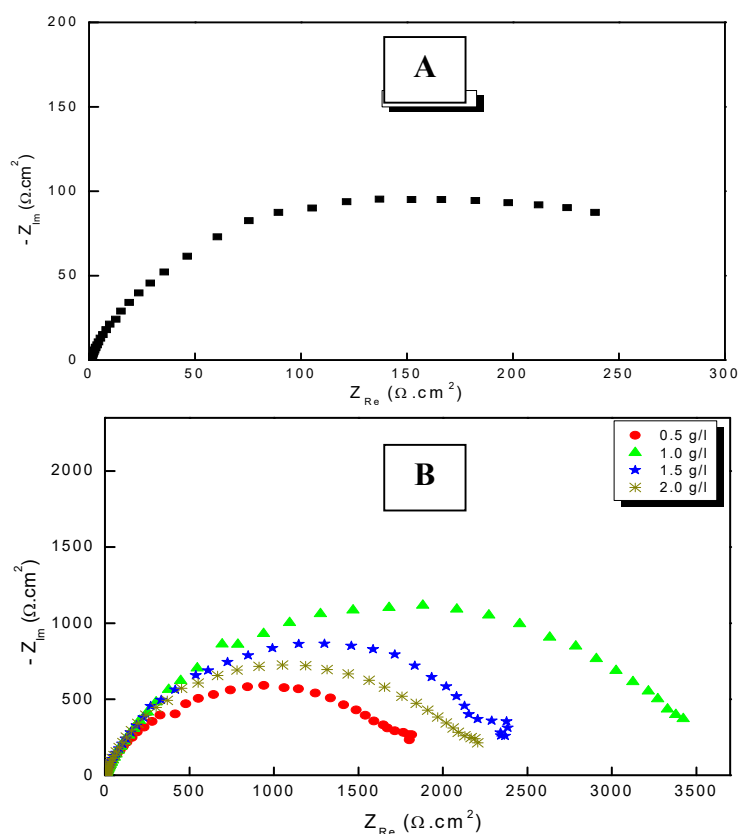 200
A
150
100
50
0
- Z_Im (Ω.cm²)
0 50 100 150 200 250 300
Z_Re (Ω.cm²)
0.5 g/l
1.0 g/l
1.5 g/l
2.0 g/l
B
2000
1500
1000
500
0
- Z_Im (Ω.cm²)
0 500 1000 1500 2000 2500 3000 3500
Z_Re (Ω.cm²)